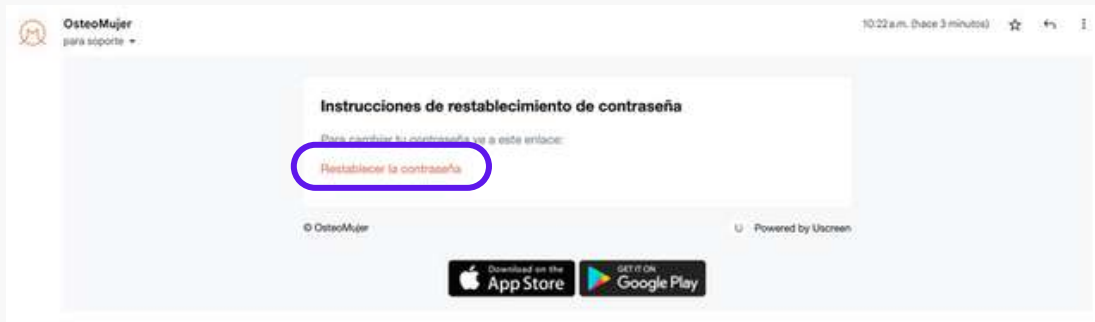 OsteoMujer
10:22 a.m. (hace 3 minutos)
para soporte
Instrucciones de restablecimiento de contraseña
Para cambiar tu contraseña ve a este enlace:
Restablecer la contraseña
© OsteoMujer
U Powered by Uscreen
Download on the
App Store
GET IT ON
Google Play